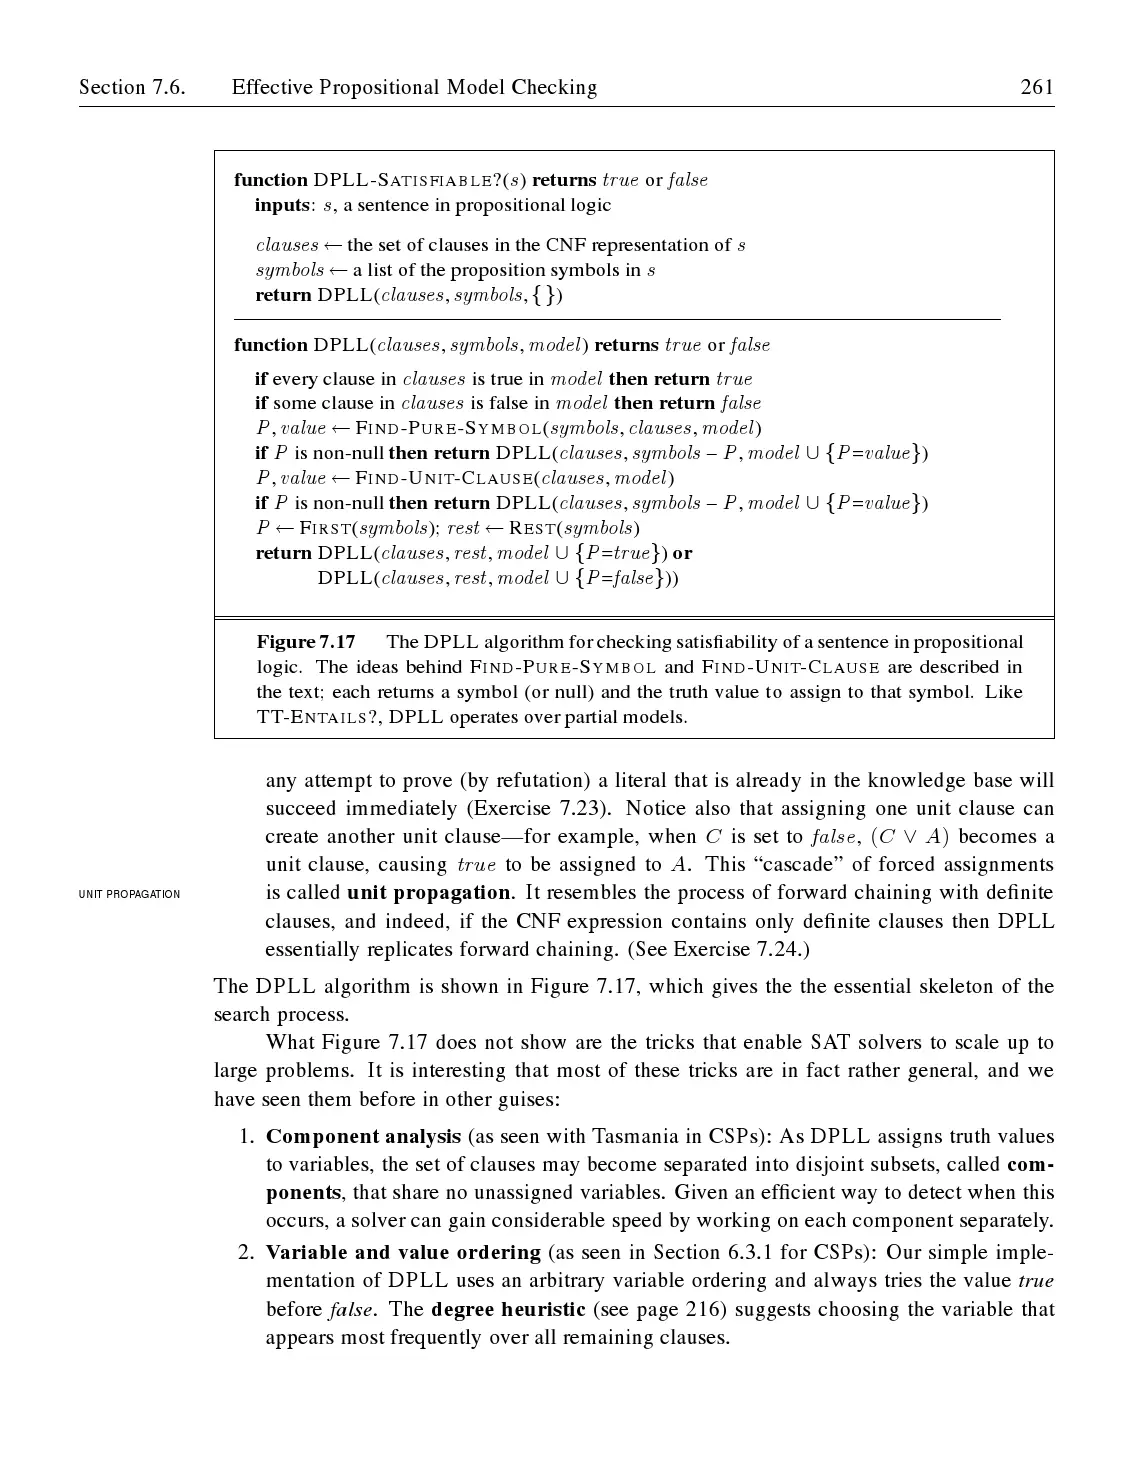 Section 7.6. Effective Propositional Model Checking 261
function DPLL-SATISFIABLE?(s) returns true or false
inputs: s, a sentence in propositional logic
clauses ← the set of clauses in the CNF representation of s
symbols ← a list of the proposition symbols in s
return DPLL(clauses, symbols, { })
function DPLL(clauses, symbols, model) returns true or false
if every clause in clauses is true in model then return true
if some clause in clauses is false in model then return false
P, value ← FIND-PURE-SYMBOL(symbols, clauses, model)
if P is non-null then return DPLL(clauses, symbols – P, model ∪ {P=value})
P, value ← FIND-UNIT-CLAUSE(clauses, model)
if P is non-null then return DPLL(clauses, symbols – P, model ∪ {P=value})
P ← FIRST(symbols); rest ← REST(symbols)
return DPLL(clauses, rest, model ∪ {P=true}) or
DPLL(clauses, rest, model ∪ {P=false}))
Figure 7.17 The DPLL algorithm for checking satisfiability of a sentence in propositional
logic. The ideas behind FIND-PURE-SYMBOL and FIND-UNIT-CLAUSE are described in
the text; each returns a symbol (or null) and the truth value to assign to that symbol. Like
TT-ENTAILS?, DPLL operates over partial models.
any attempt to prove (by refutation) a literal that is already in the knowledge base will
succeed immediately (Exercise 7.23). Notice also that assigning one unit clause can
create another unit clause—for example, when C is set to false, (C ∨ A) becomes a
unit clause, causing true to be assigned to A. This “cascade” of forced assignments
UNIT PROPAGATION
is called unit propagation. It resembles the process of forward chaining with definite
clauses, and indeed, if the CNF expression contains only definite clauses then DPLL
essentially replicates forward chaining. (See Exercise 7.24.)
The DPLL algorithm is shown in Figure 7.17, which gives the the essential skeleton of the
search process.
What Figure 7.17 does not show are the tricks that enable SAT solvers to scale up to
large problems. It is interesting that most of these tricks are in fact rather general, and we
have seen them before in other guises:
1. Component analysis (as seen with Tasmania in CSPs): As DPLL assigns truth values
to variables, the set of clauses may become separated into disjoint subsets, called com-
ponents, that share no unassigned variables. Given an efficient way to detect when this
occurs, a solver can gain considerable speed by working on each component separately.
2. Variable and value ordering (as seen in Section 6.3.1 for CSPs): Our simple imple-
mentation of DPLL uses an arbitrary variable ordering and always tries the value true
before false. The degree heuristic (see page 216) suggests choosing the variable that
appears most frequently over all remaining clauses.